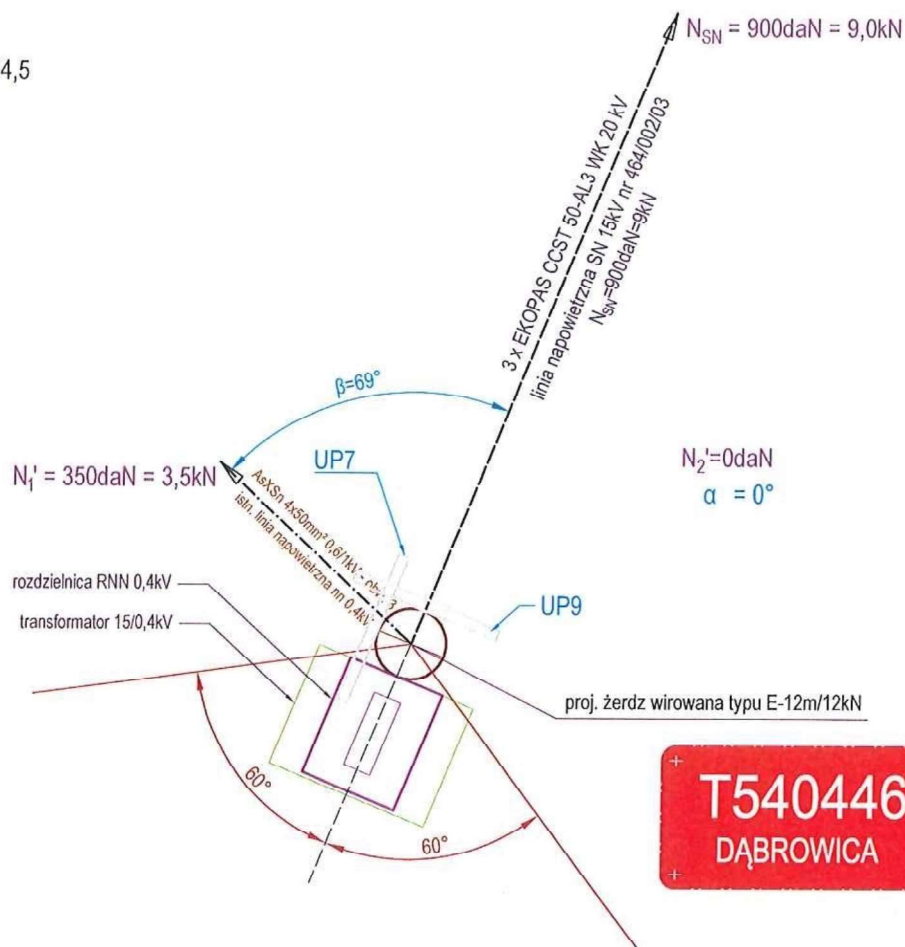 N_SN = 900daN = 9,0kN
4,5
3 x EKOPAS CCST 50-AL3 WK 20 kV
linia napowietrzna SN 15kV nr 464/002/03
N_SN=900daN=9kN
β=69°
UP7
N₁' = 350daN = 3,5kN
N₂'=0daN
α = 0°
AsXSn 4x50mm² 0,6/1kV
istn. linia napowietrzna nn 0,4kV
rozdzielnica RNN 0,4kV
UP9
transformator 15/0,4kV
proj. żerdz wirowana typu E-12m/12kN
60°
60°
T540446
DĄBROWICA